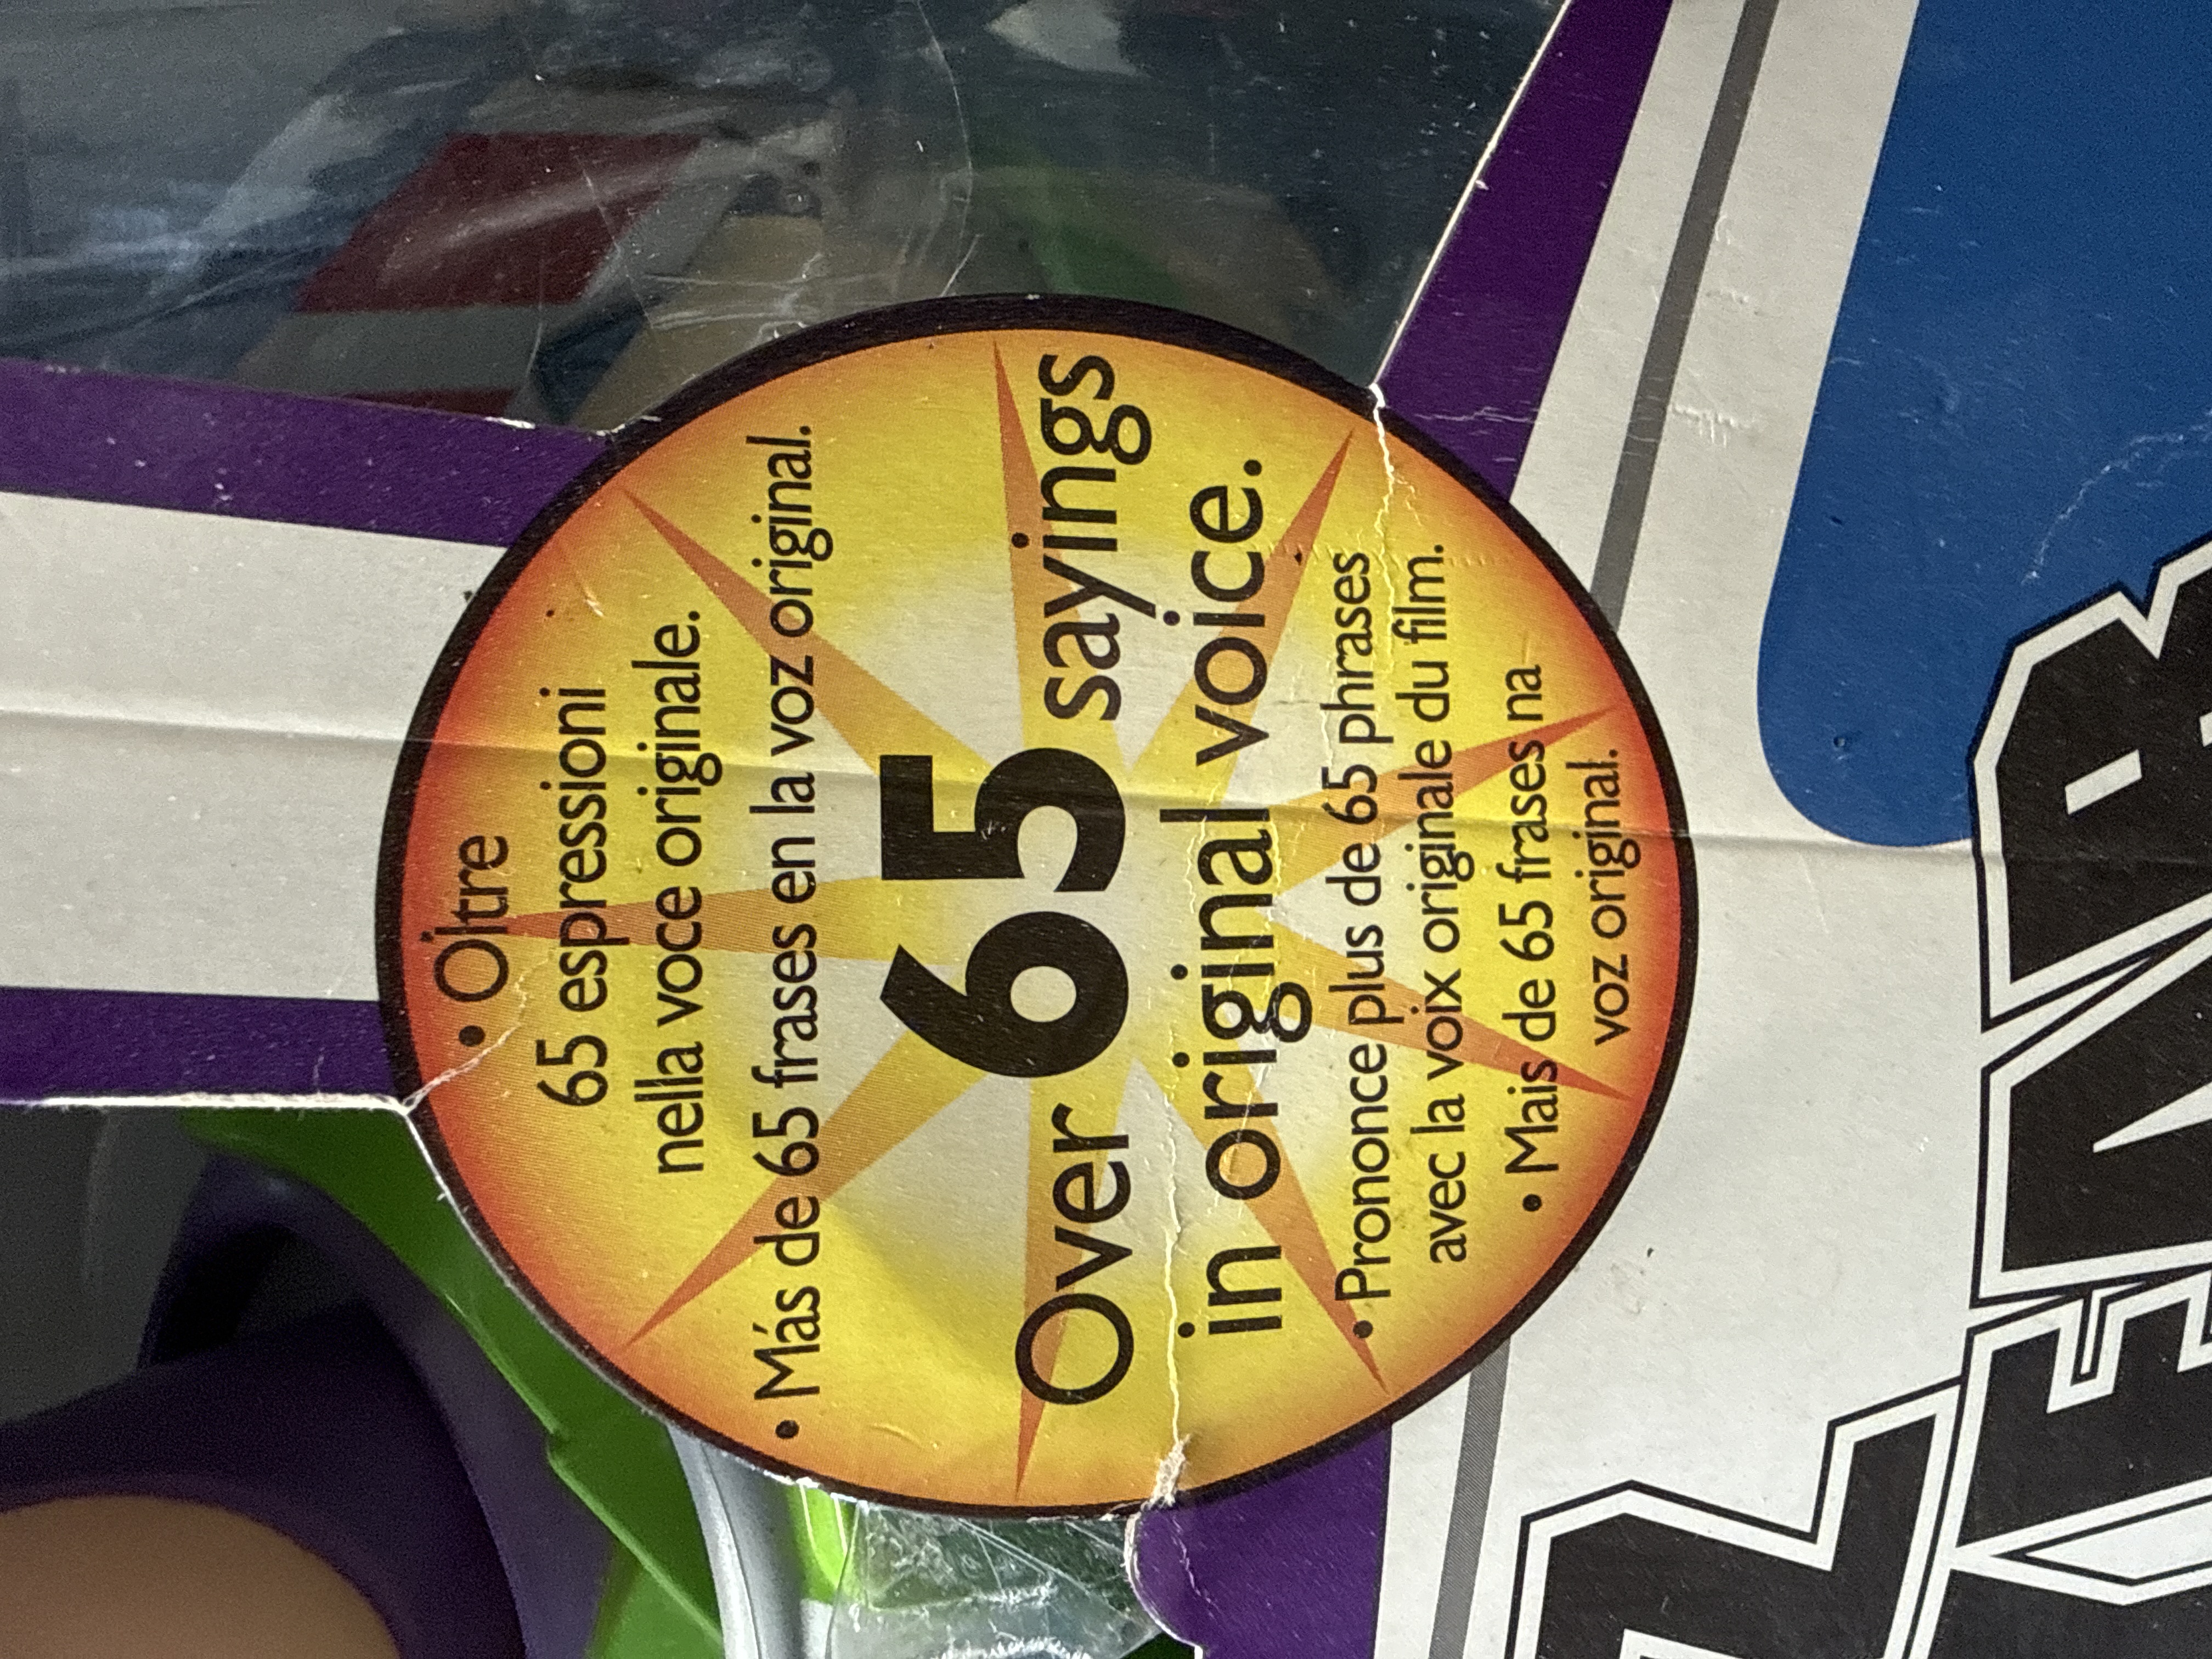 • Oltre
65 espressioni
nella voce originale.
• Más de 65 frases en la voz original.
Over 65 sayings
in original voice.
• Prononce plus de 65 phrases
avec la voix originale du film.
• Mais de 65 frases na
voz original.